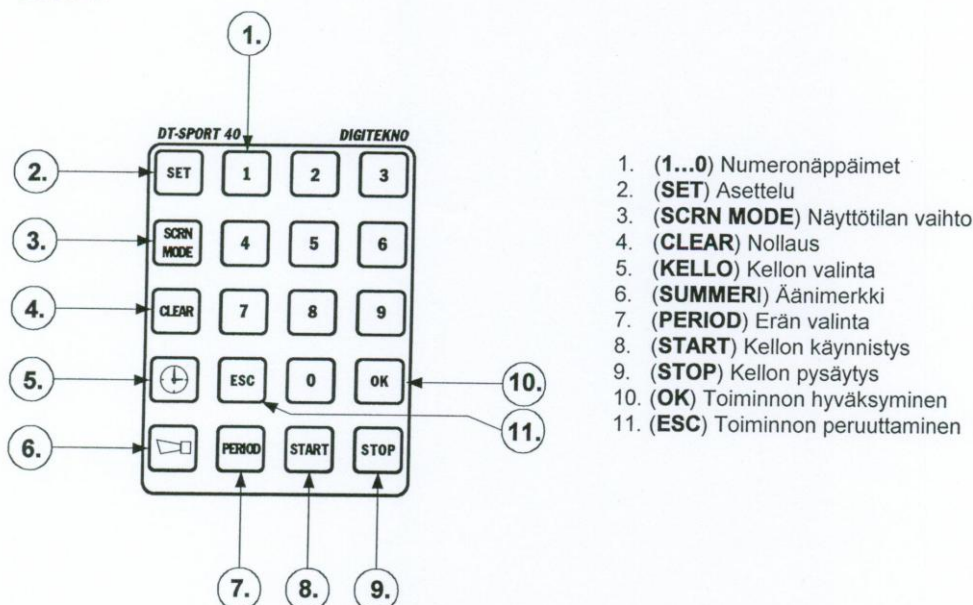 1.
DT-SPORT 40 DIGITEKNO
2. SET 1 2 3
3. SCRN MODE 4 5 6
4. CLEAR 7 8 9
5. ESC 0 OK 10.
11.
6. PERIOD START STOP
7. 8. 9.
1. (1...0) Numeronäppäimet
2. (SET) Asettelu
3. (SCRN MODE) Näyttötilan vaihto
4. (CLEAR) Nollaus
5. (KELLO) Kellon valinta
6. (SUMMERI) Äänimerkki
7. (PERIOD) Erän valinta
8. (START) Kellon käynnistys
9. (STOP) Kellon pysäytys
10. (OK) Toiminnon hyväksyminen
11. (ESC) Toiminnon peruuttaminen